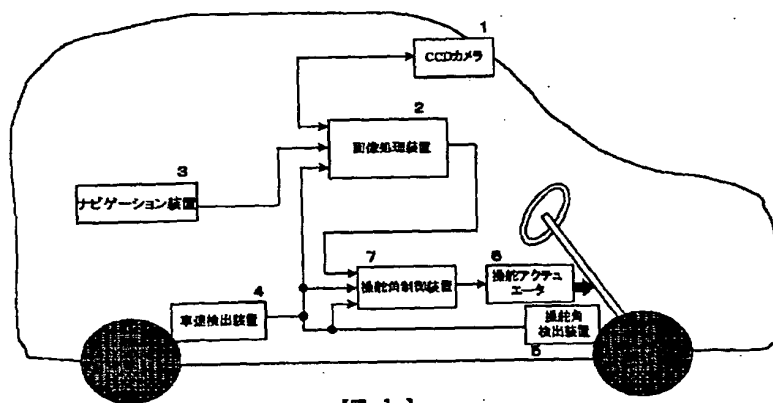 1
CCDカメラ
2
画像処理装置
3
ナビゲーション装置
7
操舵角制御装置
6
操舵アクチュ
エータ
4
車速検出装置
操舵角
検出装置
5